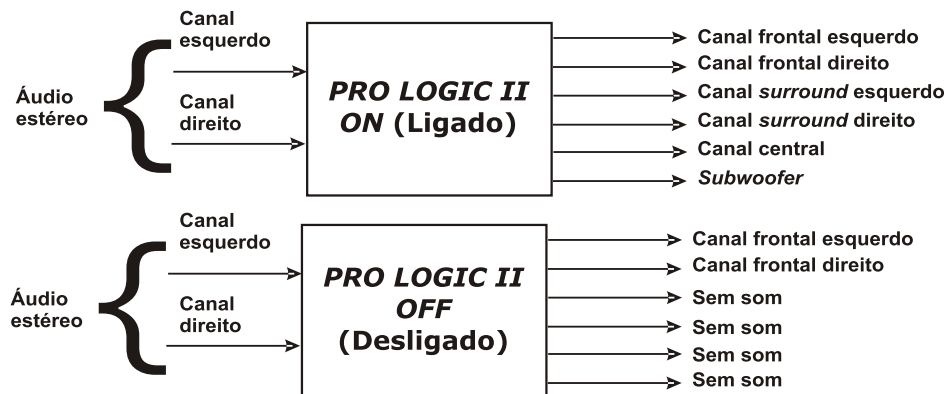 Áudio
estéreo
Canal
esquerdo
Canal
direito
PRO LOGIC II
ON (Ligado)
Canal frontal esquerdo
Canal frontal direito
Canal surround esquerdo
Canal surround direito
Canal central
Subwoofer
Áudio
estéreo
Canal
esquerdo
Canal
direito
PRO LOGIC II
OFF
(Desligado)
Canal frontal esquerdo
Canal frontal direito
Sem som
Sem som
Sem som
Sem som